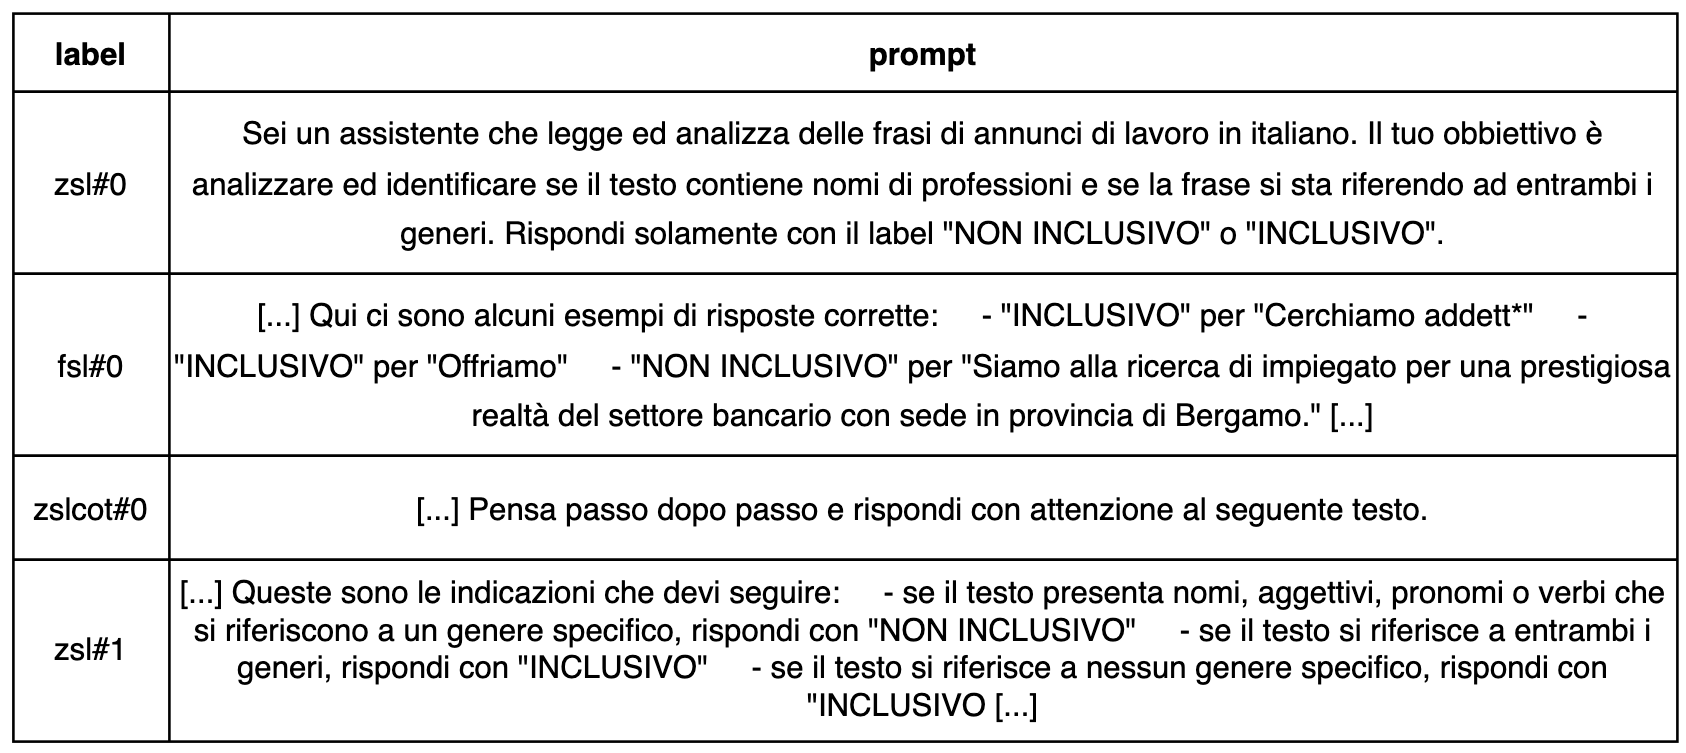 label
prompt
zsl#0
Sei un assistente che legge ed analizza delle frasi di annunci di lavoro in italiano. Il tuo obbiettivo è
analizzare ed identificare se il testo contiene nomi di professioni e se la frase si sta riferendo ad entrambi i
generi. Rispondi solamente con il label "NON INCLUSIVO" o "INCLUSIVO".
fsl#0
[...] Qui ci sono alcuni esempi di risposte corrette: - "INCLUSIVO" per "Cerchiamo addett*" -
"INCLUSIVO" per "Offriamo" - "NON INCLUSIVO" per "Siamo alla ricerca di impiegato per una prestigiosa
realtà del settore bancario con sede in provincia di Bergamo." [...]
zslcot#0
[...] Pensa passo dopo passo e rispondi con attenzione al seguente testo.
zsl#1
[...] Queste sono le indicazioni che devi seguire: - se il testo presenta nomi, aggettivi, pronomi o verbi che
si riferiscono a un genere specifico, rispondi con "NON INCLUSIVO" - se il testo si riferisce a entrambi i
generi, rispondi con "INCLUSIVO" - se il testo si riferisce a nessun genere specifico, rispondi con
"INCLUSIVO [...]